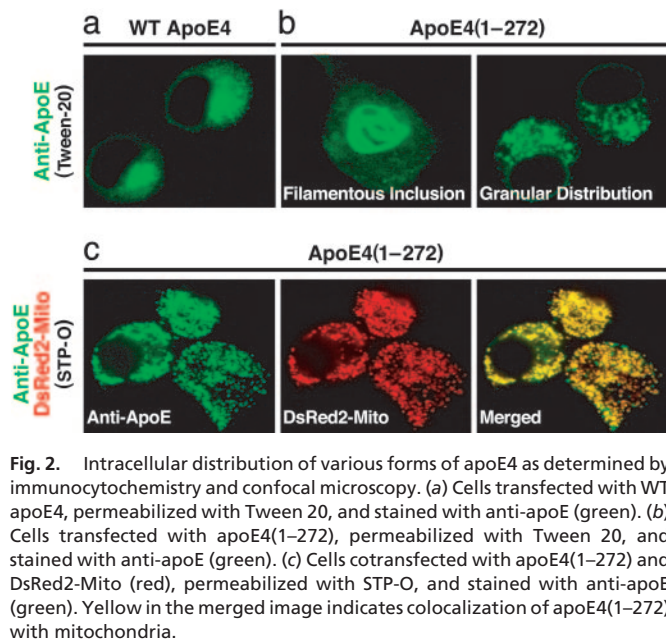 a WT ApoE4 b ApoE4(1–272)
Anti-ApoE
(Tween-20)
Filamentous Inclusion Granular Distribution
c ApoE4(1–272)
Anti-ApoE
DsRed2-Mito
(STP-O)
Anti-ApoE DsRed2-Mito Merged
Fig. 2. Intracellular distribution of various forms of apoE4 as determined by
immunocytochemistry and confocal microscopy. (a) Cells transfected with WT
apoE4, permeabilized with Tween 20, and stained with anti-apoE (green). (b)
Cells transfected with apoE4(1–272), permeabilized with Tween 20, and
stained with anti-apoE (green). (c) Cells cotransfected with apoE4(1–272) and
DsRed2-Mito (red), permeabilized with STP-O, and stained with anti-apoE
(green). Yellow in the merged image indicates colocalization of apoE4(1–272)
with mitochondria.